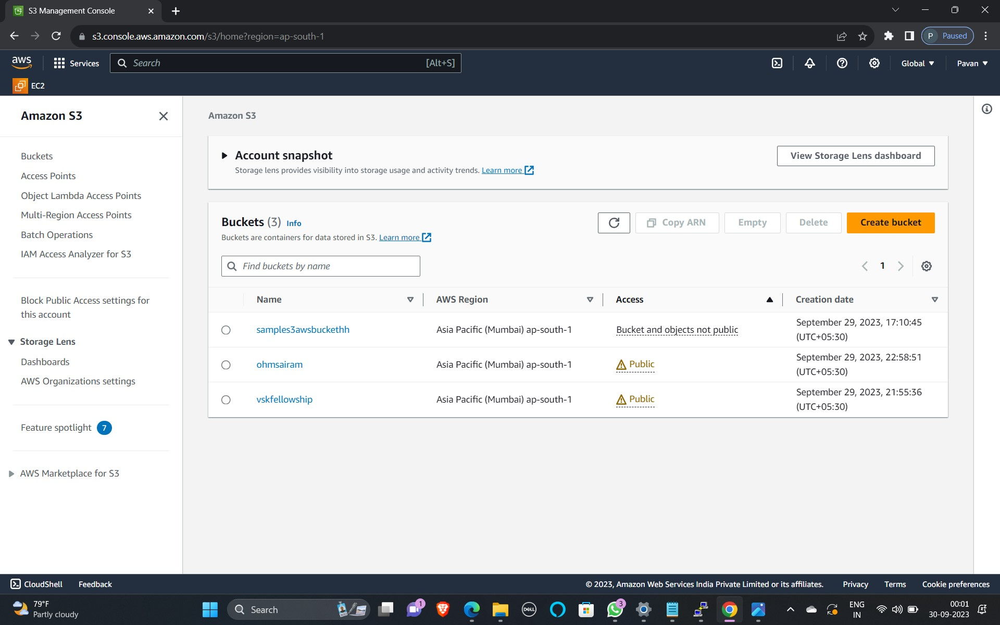 S3 Management Console
s3.console.aws.amazon.com/s3/home?region=ap-south-1
P Paused
aws
Services
Search
[Alt+S]
Global
Pavan
EC2
Amazon S3
Buckets
Access Points
Object Lambda Access Points
Multi-Region Access Points
Batch Operations
IAM Access Analyzer for S3
Block Public Access settings for
this account
Storage Lens
Dashboards
AWS Organizations settings
Feature spotlight 7
AWS Marketplace for S3
Amazon S3
Account snapshot
Storage lens provides visibility into storage usage and activity trends. Learn more
View Storage Lens dashboard
Buckets (3) Info
Buckets are containers for data stored in S3. Learn more
Copy ARN
Empty
Delete
Create bucket
Find buckets by name
1
Name AWS Region Access Creation date
samples3awsbuckethh Asia Pacific (Mumbai) ap-south-1 Bucket and objects not public September 29, 2023, 17:10:45
(UTC+05:30)
ohmsairam Asia Pacific (Mumbai) ap-south-1 Public September 29, 2023, 22:58:51
(UTC+05:30)
vskfellowship Asia Pacific (Mumbai) ap-south-1 Public September 29, 2023, 21:55:36
(UTC+05:30)
CloudShell
Feedback
© 2023, Amazon Web Services India Private Limited or its affiliates.
Privacy
Terms
Cookie preferences
79°F
Partly cloudy
Search
1
DELL
3
ENG
IN
00:01
30-09-2023